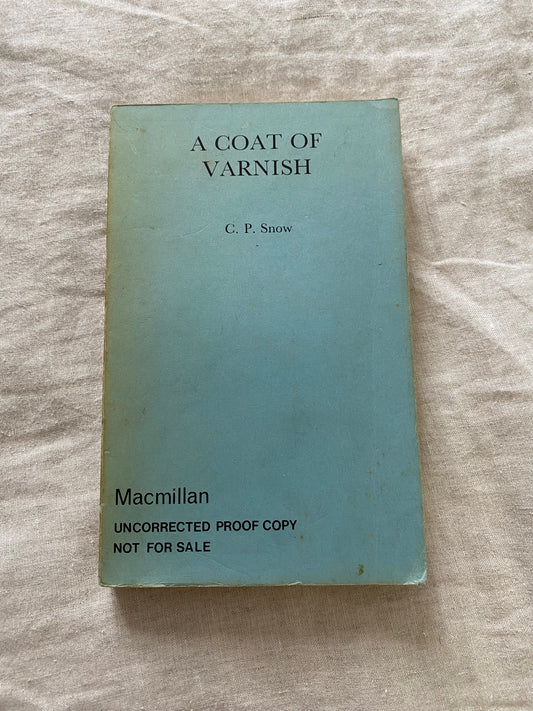 A COAT OF
VARNISH
C. P. Snow
Macmillan
UNCORRECTED PROOF COPY
NOT FOR SALE